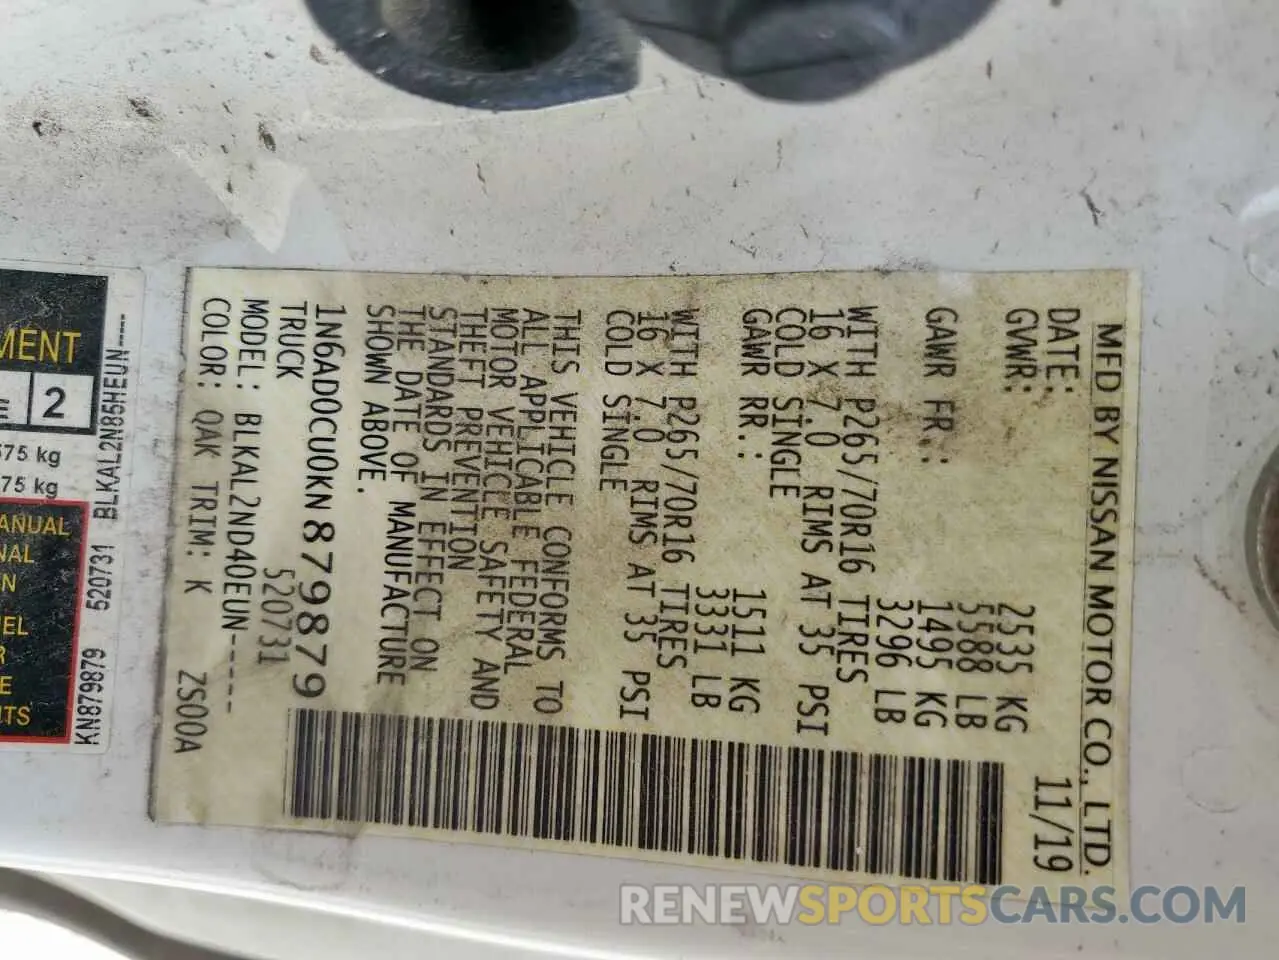 MFD BY NISSAN MOTOR CO., LTD.
DATE: 11/19
GVWR: 2535 KG
5588 LB
GAWR FR.: 1495 KG
3296 LB
WITH P265/70R16 TIRES
16 X 7.0 RIMS AT 35 PSI
COLD SINGLE
GAWR RR.: 1511 KG
3331 LB
WITH P265/70R16 TIRES
16 X 7.0 RIMS AT 35 PSI
COLD SINGLE
THIS VEHICLE CONFORMS TO
ALL APPLICABLE FEDERAL
MOTOR VEHICLE SAFETY AND
THEFT PREVENTION
STANDARDS IN EFFECT ON
THE DATE OF MANUFACTURE
SHOWN ABOVE.
1N6AD0CU0KN879879
TRUCK 520731
MODEL: BLKAL2ND40EUN-----
COLOR: QAK TRIM: K ZS00A
KN879879 520731 BLKAL2N85HEUN----
MENT
E 2
575 kg
75 kg
ANUAL
NAL
N
EL
R
E
TS
RENEWSPORTSCARS.COM